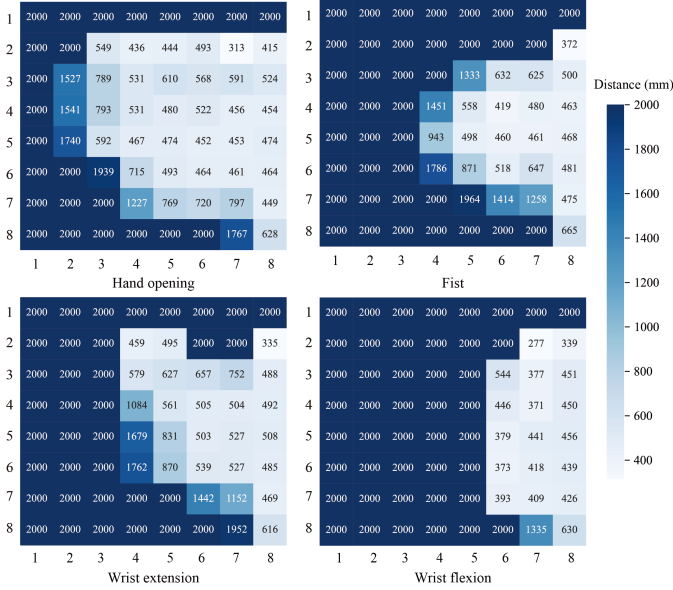 1 2000 2000 2000 2000 2000 2000 2000 2000
2 2000 2000 549 436 444 493 313 415
3 2000 1527 789 531 610 568 591 524
4 2000 1541 793 531 480 522 456 454
5 2000 1740 592 467 474 452 453 474
6 2000 2000 1939 715 493 464 461 464
7 2000 2000 2000 1227 769 720 797 449
8 2000 2000 2000 2000 2000 2000 1767 628
1 2 3 4 5 6 7 8
Hand opening
1 2000 2000 2000 2000 2000 2000 2000 2000
2 2000 2000 2000 2000 2000 2000 2000 372
3 2000 2000 2000 2000 1333 632 625 500
4 2000 2000 2000 1451 558 419 480 463
5 2000 2000 2000 943 498 460 461 468
6 2000 2000 2000 1786 871 518 647 481
7 2000 2000 2000 2000 1964 1414 1258 475
8 2000 2000 2000 2000 2000 2000 2000 665
1 2 3 4 5 6 7 8
Fist
1 2000 2000 2000 2000 2000 2000 2000 2000
2 2000 2000 2000 459 495 2000 2000 335
3 2000 2000 2000 579 627 657 752 488
4 2000 2000 2000 1084 561 505 504 492
5 2000 2000 2000 1679 831 503 527 508
6 2000 2000 2000 1762 870 539 527 485
7 2000 2000 2000 2000 2000 1442 1152 469
8 2000 2000 2000 2000 2000 2000 1952 616
1 2 3 4 5 6 7 8
Wrist extension
1 2000 2000 2000 2000 2000 2000 2000 2000
2 2000 2000 2000 2000 2000 2000 277 339
3 2000 2000 2000 2000 2000 544 377 451
4 2000 2000 2000 2000 2000 446 371 450
5 2000 2000 2000 2000 2000 379 441 456
6 2000 2000 2000 2000 2000 373 418 439
7 2000 2000 2000 2000 2000 393 409 426
8 2000 2000 2000 2000 2000 2000 1335 630
1 2 3 4 5 6 7 8
Wrist flexion
Distance (mm)
2000
1800
1600
1400
1200
1000
800
600
400